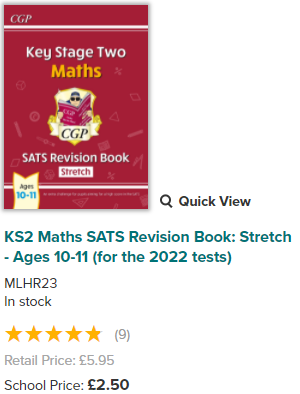 CGP
Key Stage Two
Maths
CGP
SATS Revision Book
Stretch
Ages
10-11
Quick View
KS2 Maths SATS Revision Book: Stretch
- Ages 10-11 (for the 2022 tests)
MLHR23
In stock
(9)
Retail Price: £5.95
School Price: £2.50